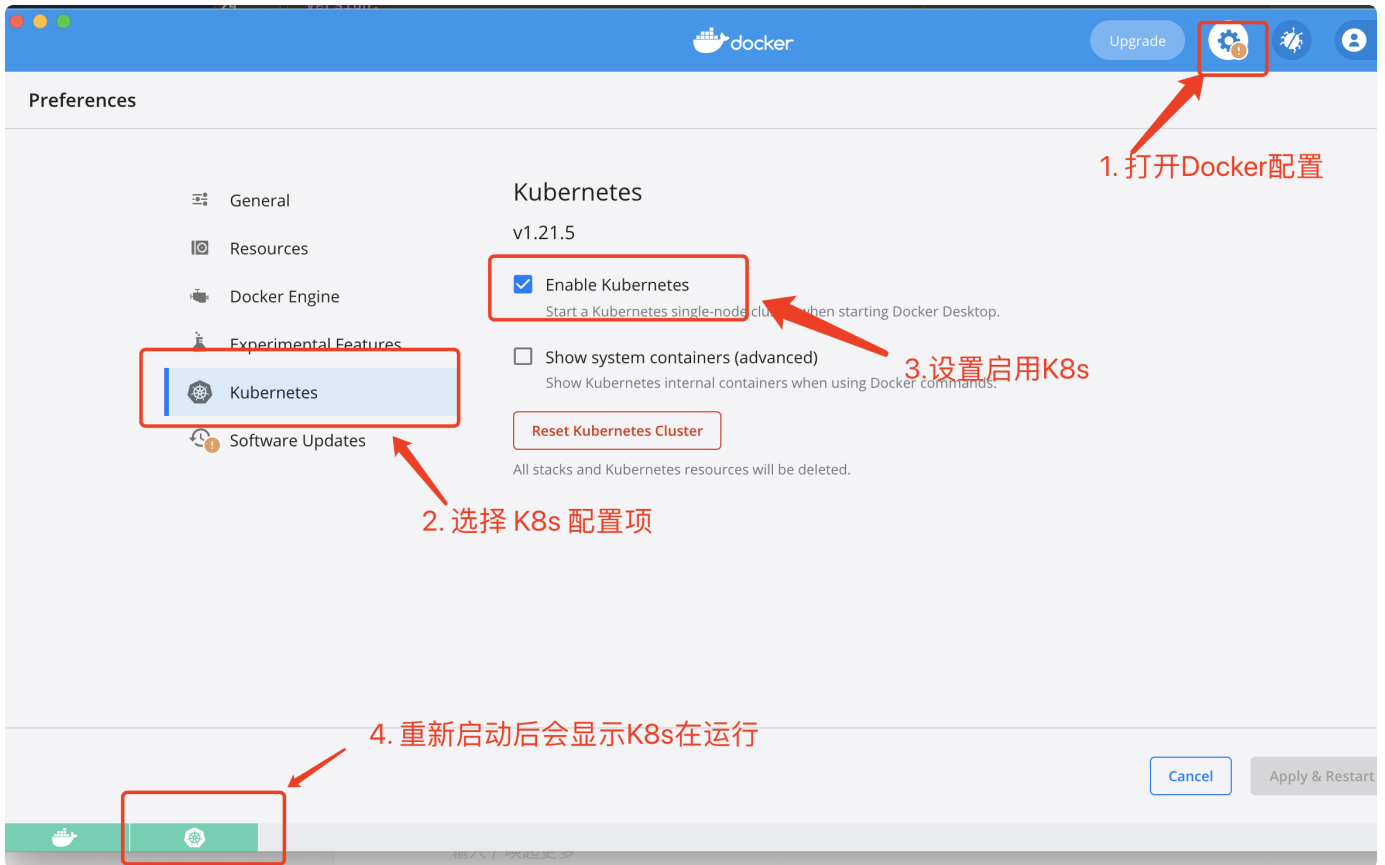 version:
docker
Upgrade
Preferences
1. 打开Docker配置
General
Resources
Docker Engine
Experimental Features
Kubernetes
Software Updates
Kubernetes
v1.21.5
Enable Kubernetes
Start a Kubernetes single-node cluster when starting Docker Desktop.
3.设置启用K8s
Show system containers (advanced)
Show Kubernetes internal containers when using Docker commands.
Reset Kubernetes Cluster
All stacks and Kubernetes resources will be deleted.
2. 选择 K8s 配置项
4. 重新启动后会显示K8s在运行
Cancel
Apply & Restart